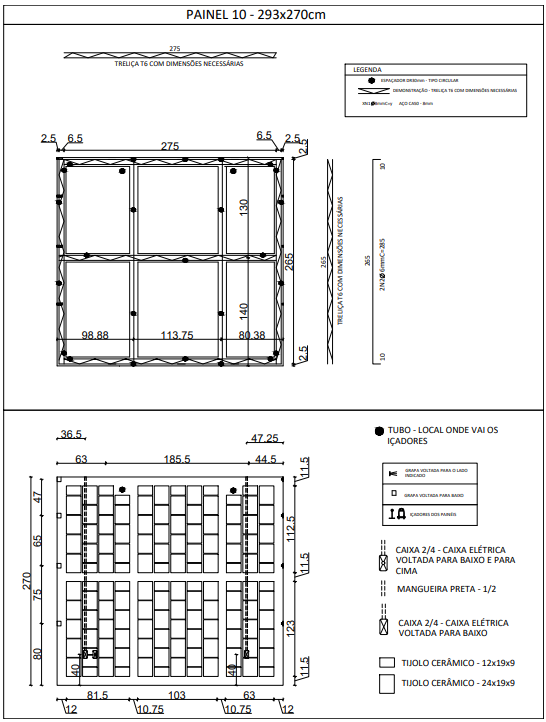 PAINEL 10 - 293x270cm
275
TRELIÇA T6 COM DIMENSÕES NECESSÁRIAS
LEGENDA
ESPAÇADOR DR30mm - TIPO CIRCULAR
DEMONSTRAÇÃO - TRELIÇA T6 COM DIMENSÕES NECESSÁRIAS
AÇO CA50 - 8mm
2.5
6.5
275
6.5
2.5
2.5
130
265
140
98.88
113.75
80.38
2.5
265
TRELIÇA T6 COM DIMENSÕES NECESSÁRIAS
10
265
10
36.5
47.25
63
185.5
44.5
11.5
47
112.5
65
11.5
270
75
123
80
40
40
11.5
81.5
103
63
12
10.75
10.75
12
TUBO - LOCAL ONDE VAI OS
IÇADORES
GRAPA VOLTADA PARA O LADO
INDICADO
GRAPA VOLTADA PARA BAIXO
IÇADORES DOS PAINÉIS
CAIXA 2/4 - CAIXA ELÉTRICA
VOLTADA PARA BAIXO E PARA
CIMA
MANGUEIRA PRETA - 1/2
CAIXA 2/4 - CAIXA ELÉTRICA
VOLTADA PARA BAIXO
TIJOLO CERÂMICO - 12x19x9
TIJOLO CERÂMICO - 24x19x9